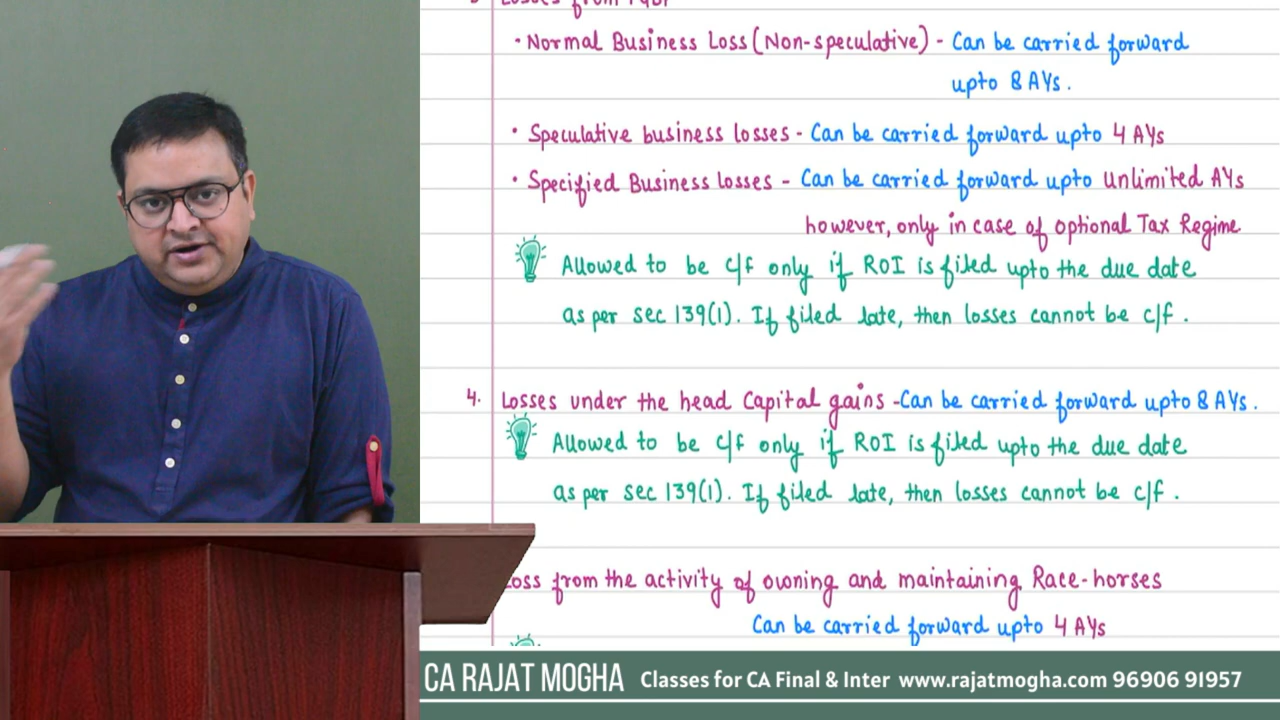 Losses from PGBP
• Normal Business Loss (Non-speculative) - Can be carried forward
upto 8 AYs.
• Speculative business losses - Can be carried forward upto 4 AYs
• Specified Business Losses - Can be carried forward upto Unlimited AYs
however, only in case of optional Tax Regime
Allowed to be c/f only if ROI is filed upto the due date
as per sec 139(1). If filed late, then losses cannot be c/f.
4. Losses under the head Capital gains - Can be carried forward upto 8 AYs.
Allowed to be c/f only if ROI is filed upto the due date
as per sec 139(1). If filed late, then losses cannot be c/f.
Loss from the activity of owning and maintaining Race-horses
Can be carried forward upto 4 AYs
CA RAJAT MOGHA Classes for CA Final & Inter www.rajatmogha.com 96906 91957